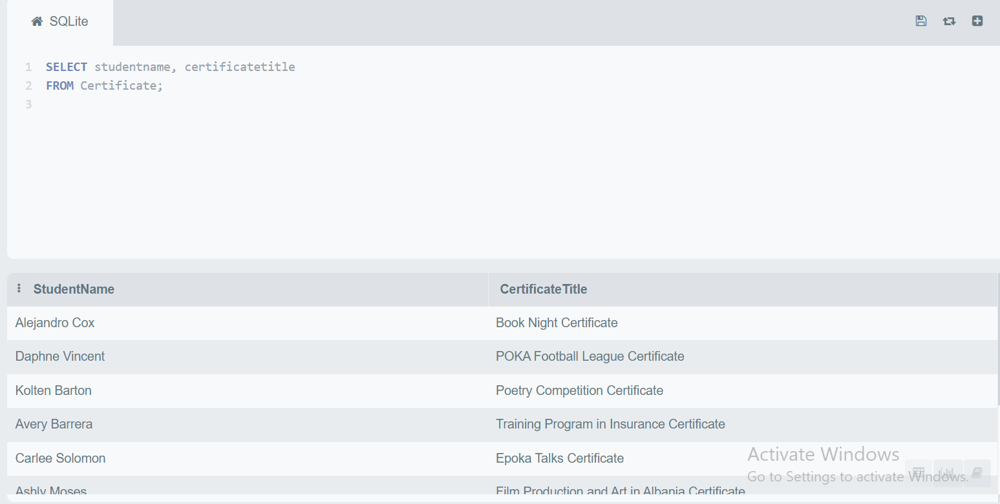 SQLite
1 SELECT studentname, certificatetitle
2 FROM Certificate;
3
StudentName CertificateTitle
Alejandro Cox Book Night Certificate
Daphne Vincent POKA Football League Certificate
Kolten Barton Poetry Competition Certificate
Avery Barrera Training Program in Insurance Certificate
Carlee Solomon Epoka Talks Certificate
Ashly Moses Film Production and Art in Albania Certificate
Activate Windows
Go to Settings to activate Windows.